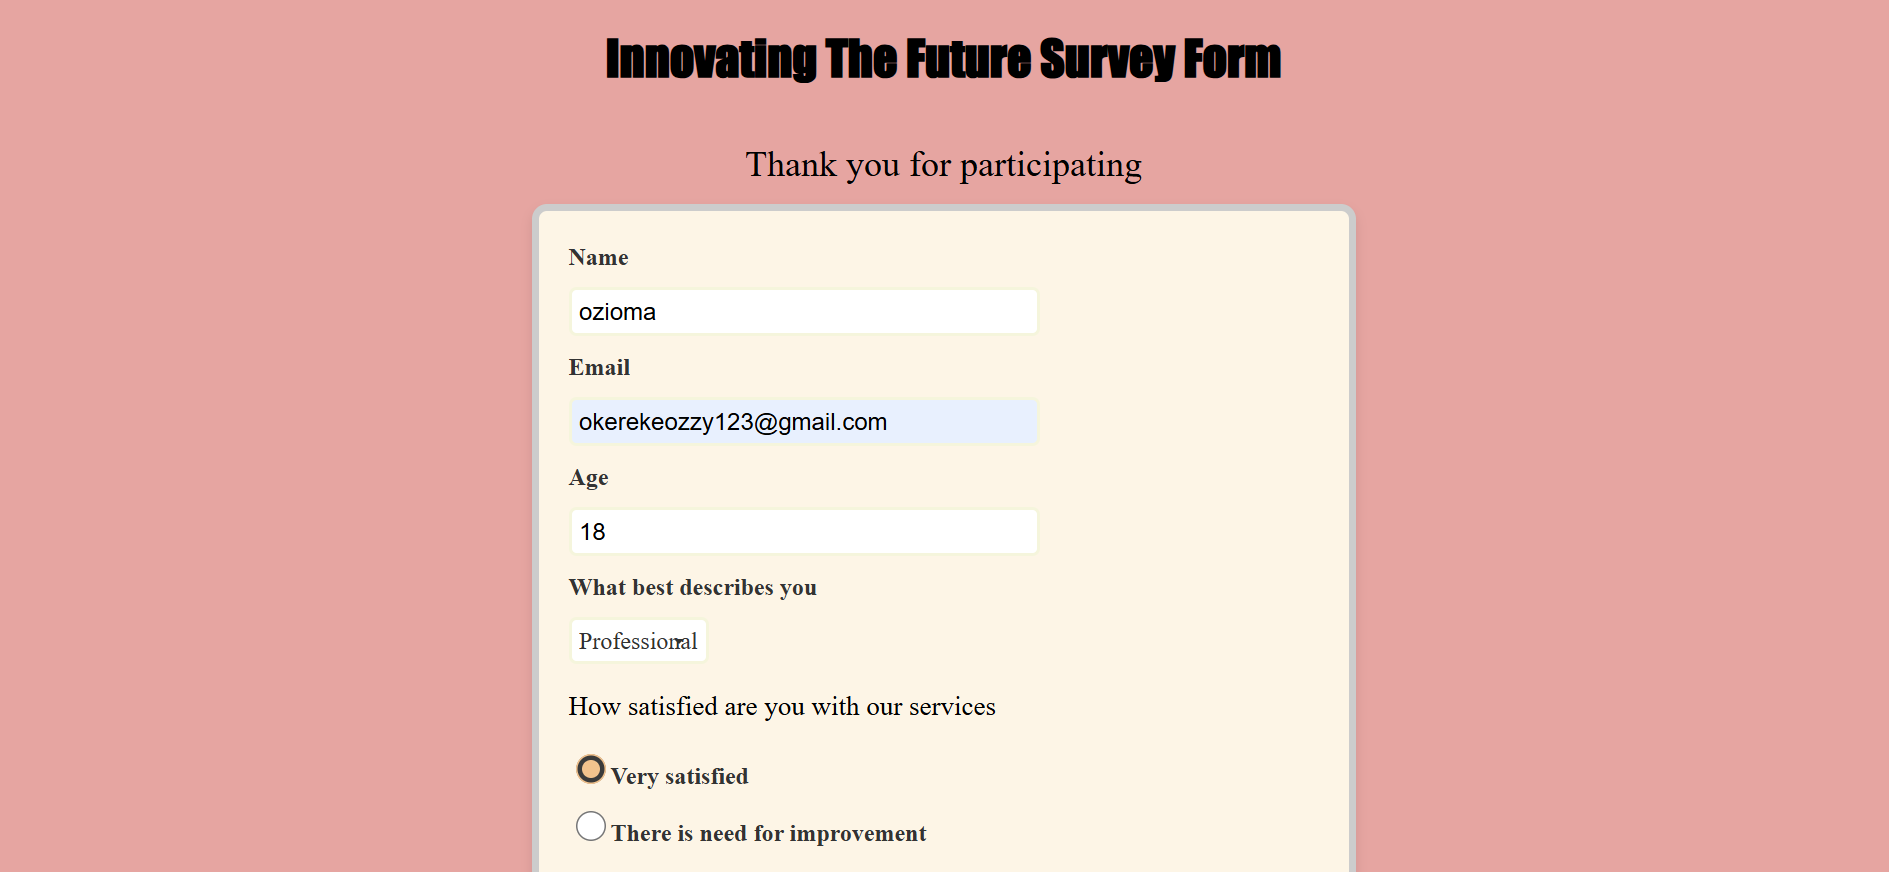 Innovating The Future Survey Form
Thank you for participating
Name
ozioma
Email
okerekeozzy123@gmail.com
Age
18
What best describes you
Professional
How satisfied are you with our services
Very satisfied
There is need for improvement